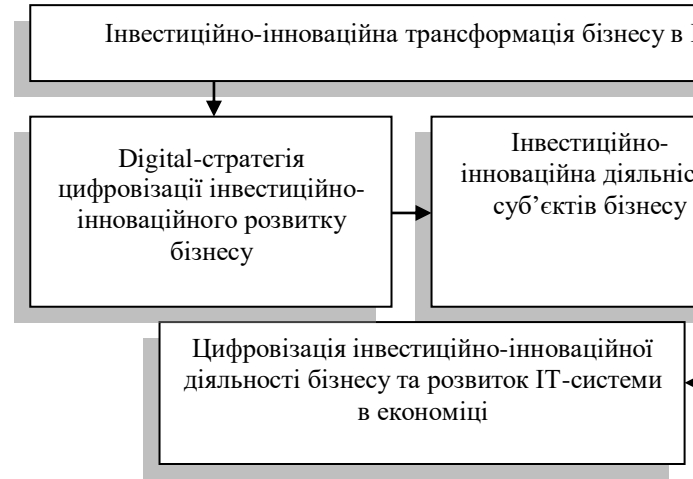 Інвестиційно-інноваційна трансформація бізнесу в
Digital-стратегія
цифровізації інвестиційно-
інноваційного розвитку
бізнесу
Інвестиційно-
інноваційна
суб’єктів бізнесу
Цифровізація інвестиційно-інноваційної
діяльності бізнесу та розвиток ІТ-системи
в економіці